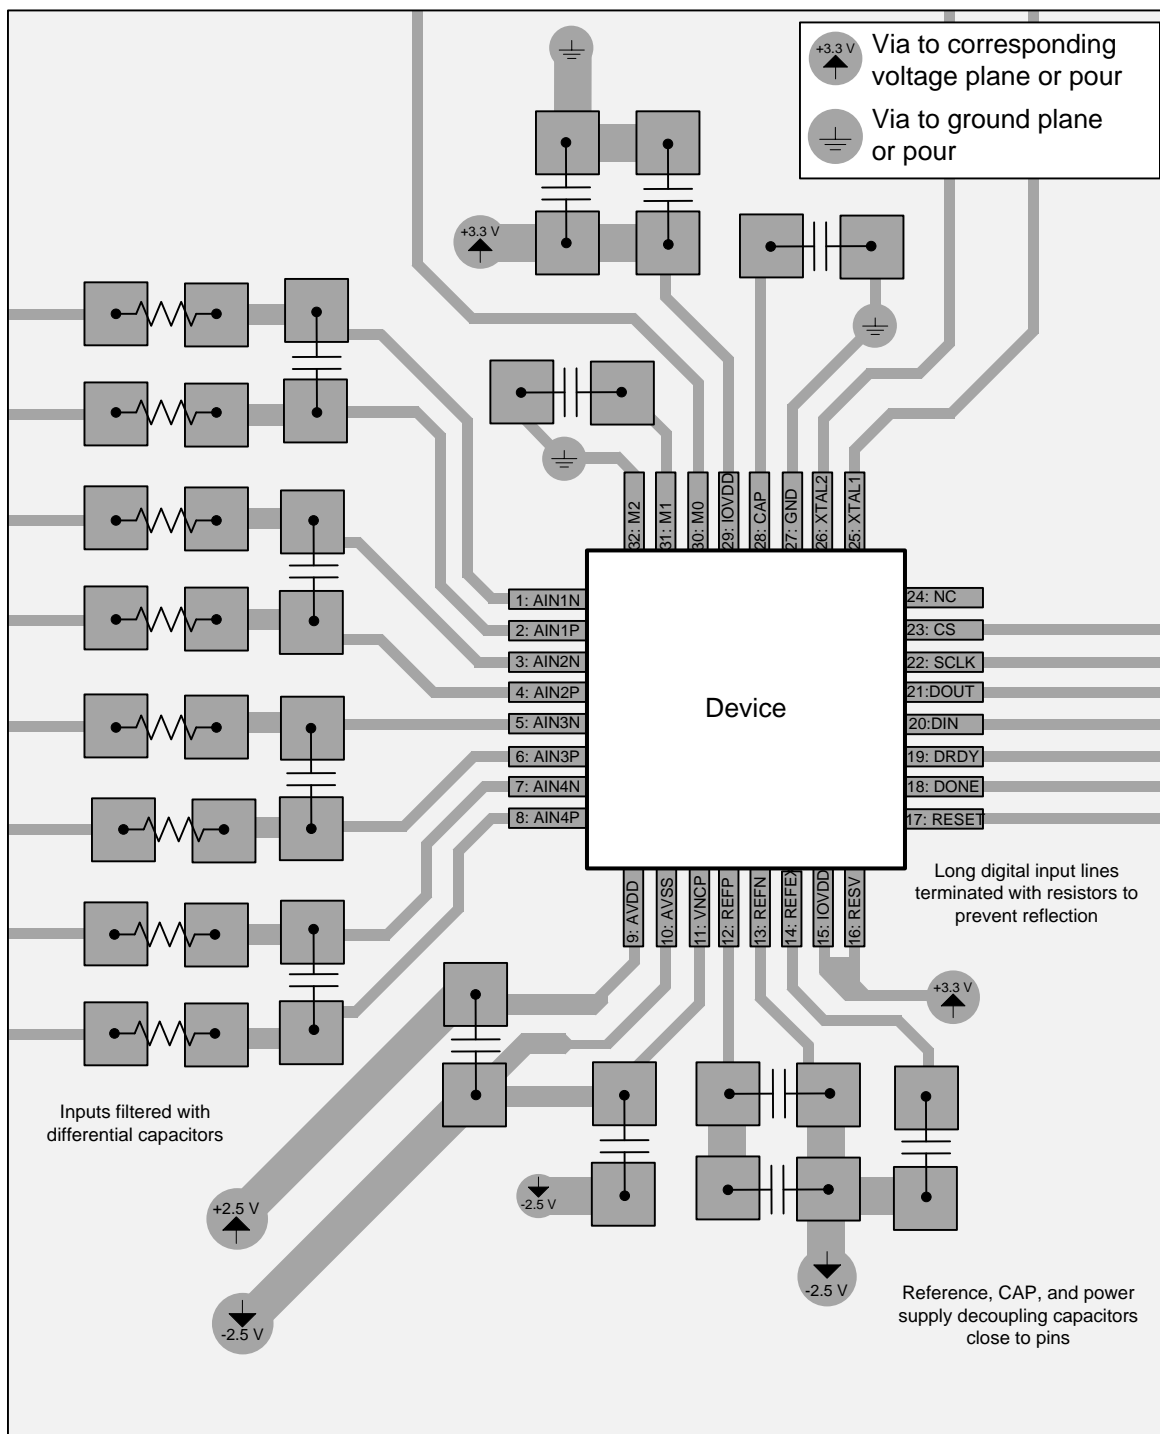 +3.3 V
Via to corresponding
voltage plane or pour
Via to ground plane
or pour
+3.3 V
32: M2
31: M1
30: M0
29: IOVDD
28: CAP
27: GND
26: XTAL2
25: XTAL1
1: AIN1N
2: AIN1P
3: AIN2N
4: AIN2P
5: AIN3N
6: AIN3P
7: AIN4N
8: AIN4P
Device
24: NC
23: CS
22: SCLK
21:DOUT
20:DIN
19: DRDY
18: DONE
17: RESET
9: AVDD
10: AVSS
11: VNCP
12: REFP
13: REFN
14: REFEX
15: IOVDD
16: RESV
Long digital input lines
terminated with resistors to
prevent reflection
+3.3 V
Inputs filtered with
differential capacitors
+2.5 V
-2.5 V
-2.5 V
-2.5 V
Reference, CAP, and power
supply decoupling capacitors
close to pins